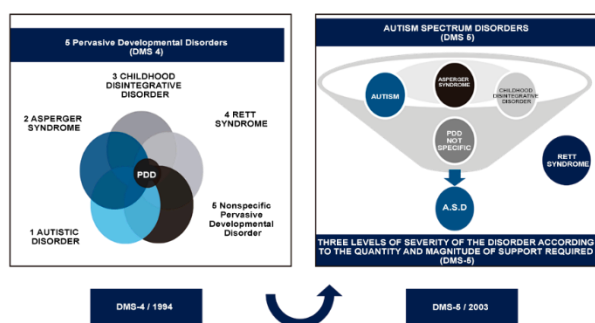 5 Pervasive Developmental Disorders
(DMS 4)
3 CHILDHOOD
DISINTEGRATIVE
DISORDER
2 ASPERGER
SYNDROME
4 RETT
SYNDROME
PDD
1 AUTISTIC
DISORDER
5 Nonspecific
Pervasive
Developmental
Disorder
AUTISM SPECTRUM DISORDERS
(DMS 5)
AUTISM
ASPERGER
SYNDROME
CHILDHOOD
DISINTEGRATIVE
DISORDER
PDD
NOT
SPECIFIC
RETT
SYNDROME
A.S.D
THREE LEVELS OF SEVERITY OF THE DISORDER ACCORDING
TO THE QUANTITY AND MAGNITUDE OF SUPPORT REQUIRED
(DMS-5)
DMS-4 / 1994
DMS-5 / 2003